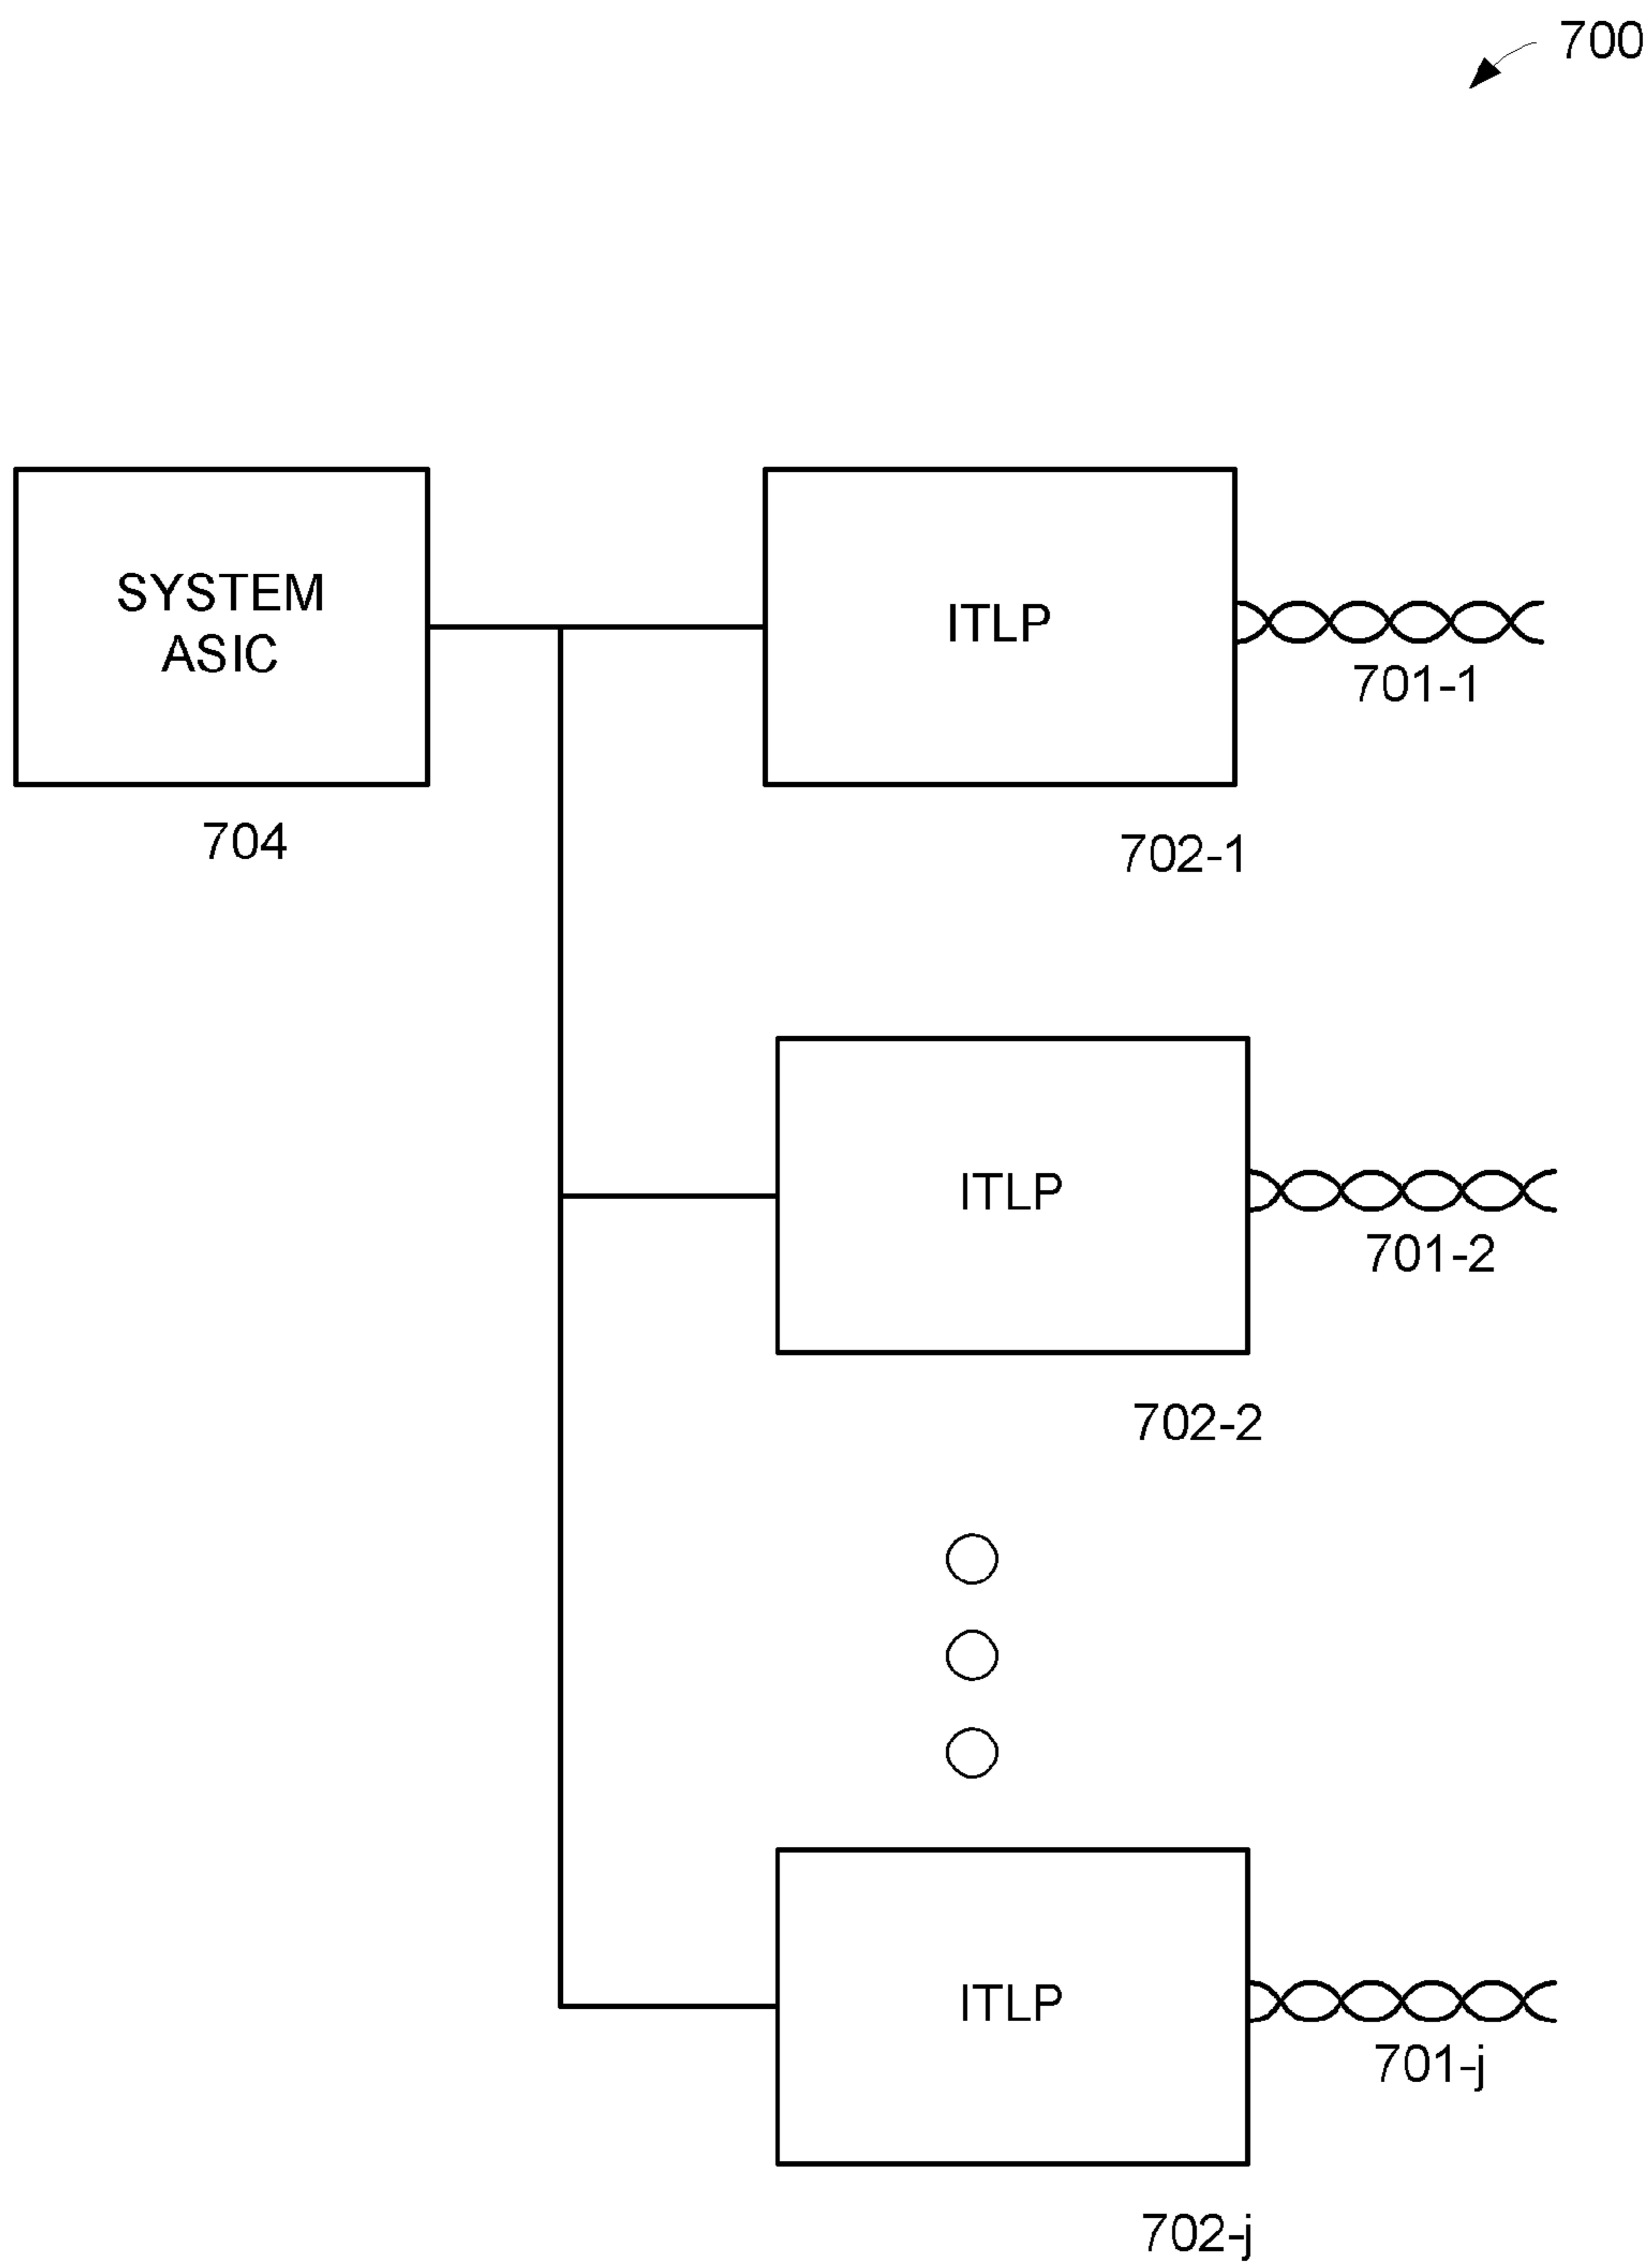 700
SYSTEM
ASIC
ITLP
701-1
704
702-1
ITLP
701-2
702-2
ITLP
701-j
702-j